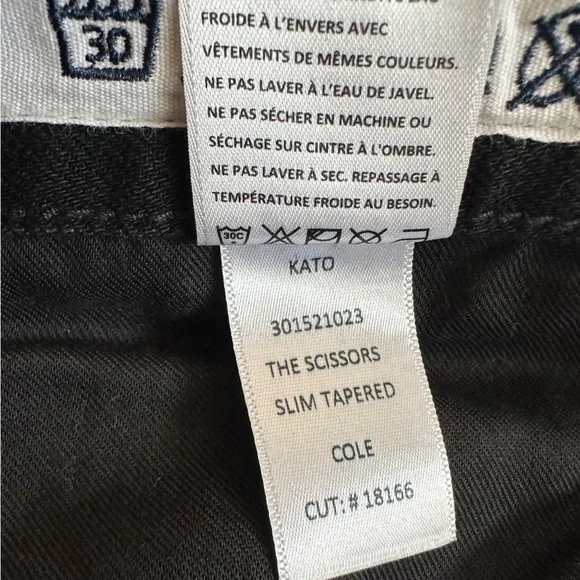 30
FROIDE À L'ENVERS AVEC
VÊTEMENTS DE MÊMES COULEURS.
NE PAS LAVER À L'EAU DE JAVEL.
NE PAS SÉCHER EN MACHINE OU
SÉCHAGE SUR CINTRE À L'OMBRE.
NE PAS LAVER À SEC. REPASSAGE À
TEMPÉRATURE FROIDE AU BESOIN.
30C
KATO
301521023
THE SCISSORS
SLIM TAPERED
COLE
CUT: # 18166